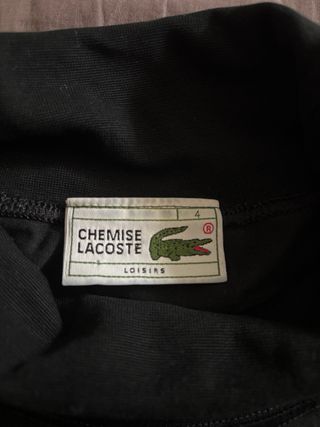 4
CHEMISE
LACOSTE ®
LOISIRS